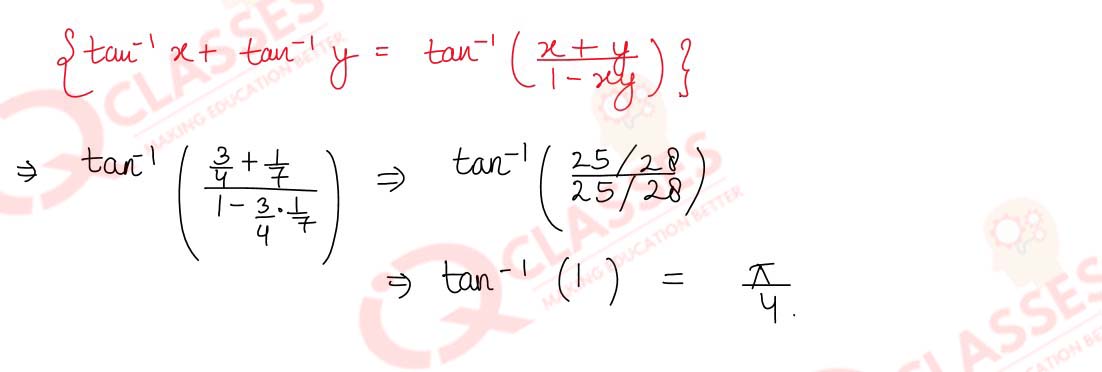 {tan⁻¹ x + tan⁻¹ y = tan⁻¹ ( (x + y) / (1 - xy) )}
⇒ tan⁻¹ ( (3/4 + 1/7) / (1 - 3/4 · 1/7) ) ⇒ tan⁻¹ ( (25/28) / (25/28) )
⇒ tan⁻¹ (1) = π/4.
CLASSES
MAKING EDUCATION BETTER
CLASSES
MAKING EDUCATION BETTER
CLASSES